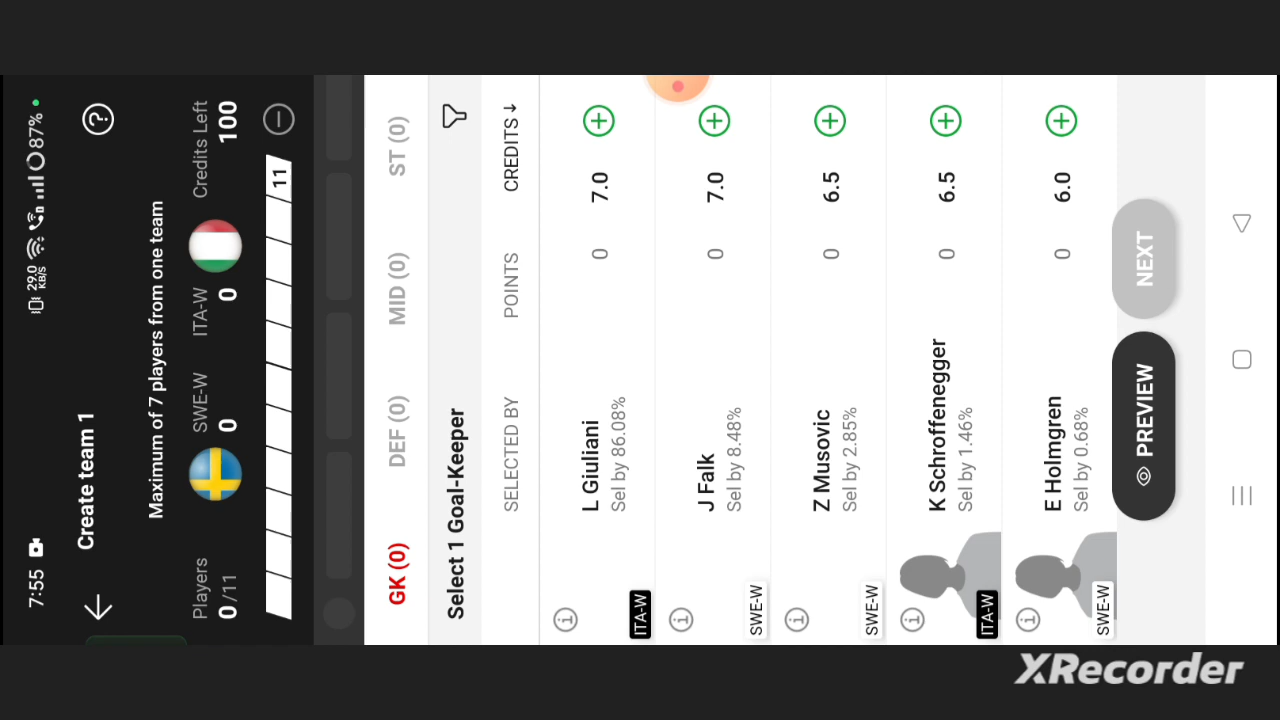 7:55
29.0 KB/S
87%
Create team 1
Maximum of 7 players from one team
Players SWE-W ITA-W Credits Left
0/11 0 0 100
11
GK (0) DEF (0) MID (0) ST (0)
Select 1 Goal-Keeper
SELECTED BY POINTS CREDITS ↓
L Giuliani 0 7.0
Sel by 86.08%
ITA-W
J Falk 0 7.0
Sel by 8.48%
SWE-W
Z Musovic 0 6.5
Sel by 2.85%
SWE-W
K Schroffenegger 0 6.5
Sel by 1.46%
ITA-W
E Holmgren 0 6.0
Sel by 0.68%
SWE-W
PREVIEW NEXT
XRecorder